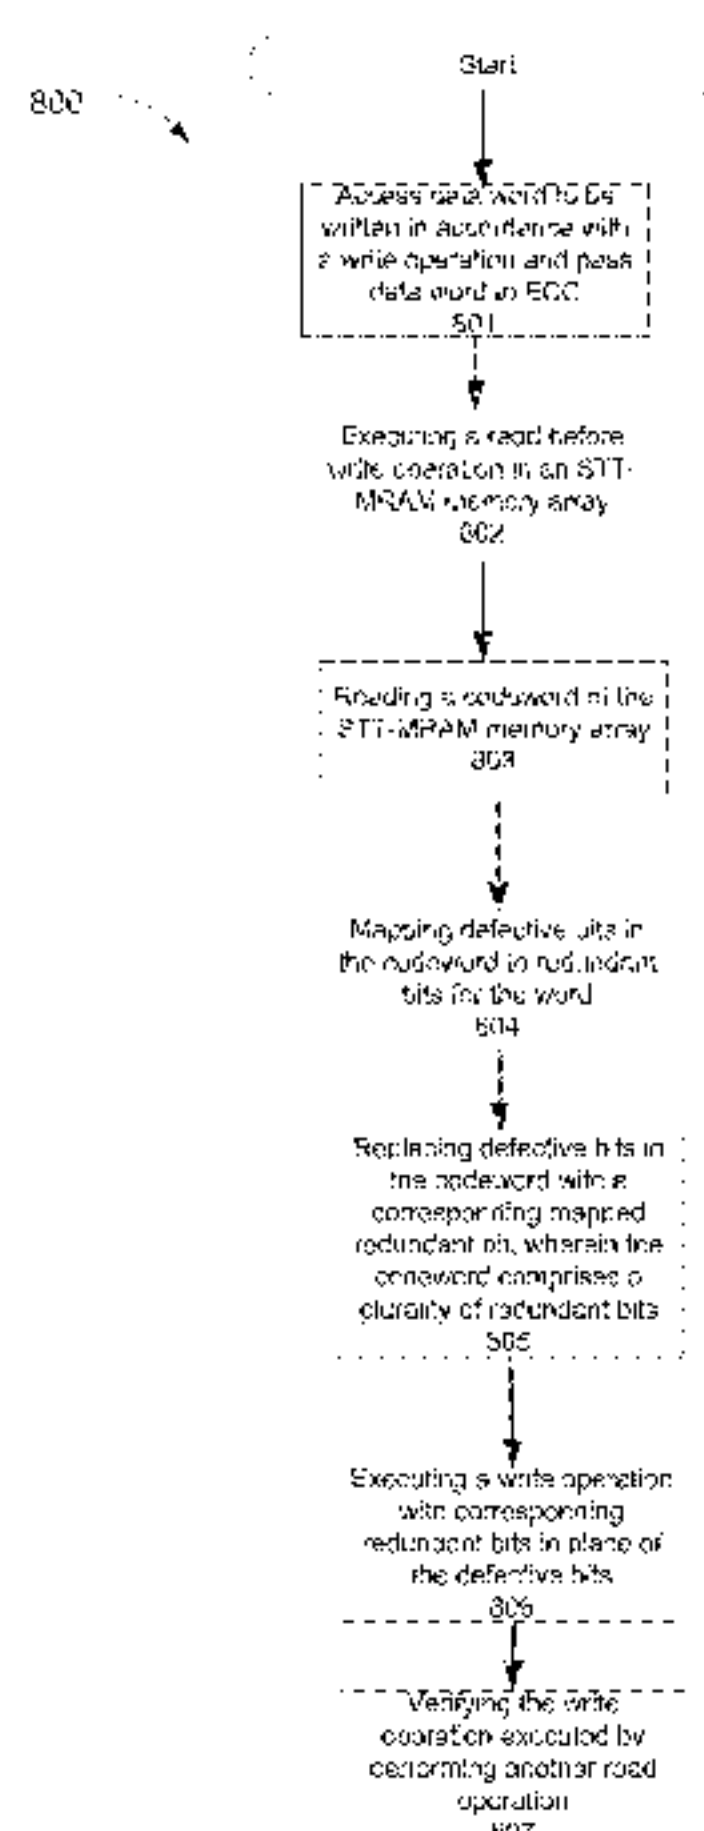 Start
800
Access data word to be
written in accordance with
a write operation and pass
data word to ECC
801
Executing a read before
write operation in an STT-
MRAM memory array
802
Reading a codeword in the
STT-MRAM memory array
803
Mapping defective bits in
the codeword to redundant
bits for the word
804
Replacing defective bits in
the codeword with a
corresponding mapped
redundant bit, wherein the
codeword comprises a
plurality of redundant bits
805
Executing a write operation
with corresponding
redundant bits in place of
the defective bits
806
Verifying the write
operation executed by
performing another read
operation
807